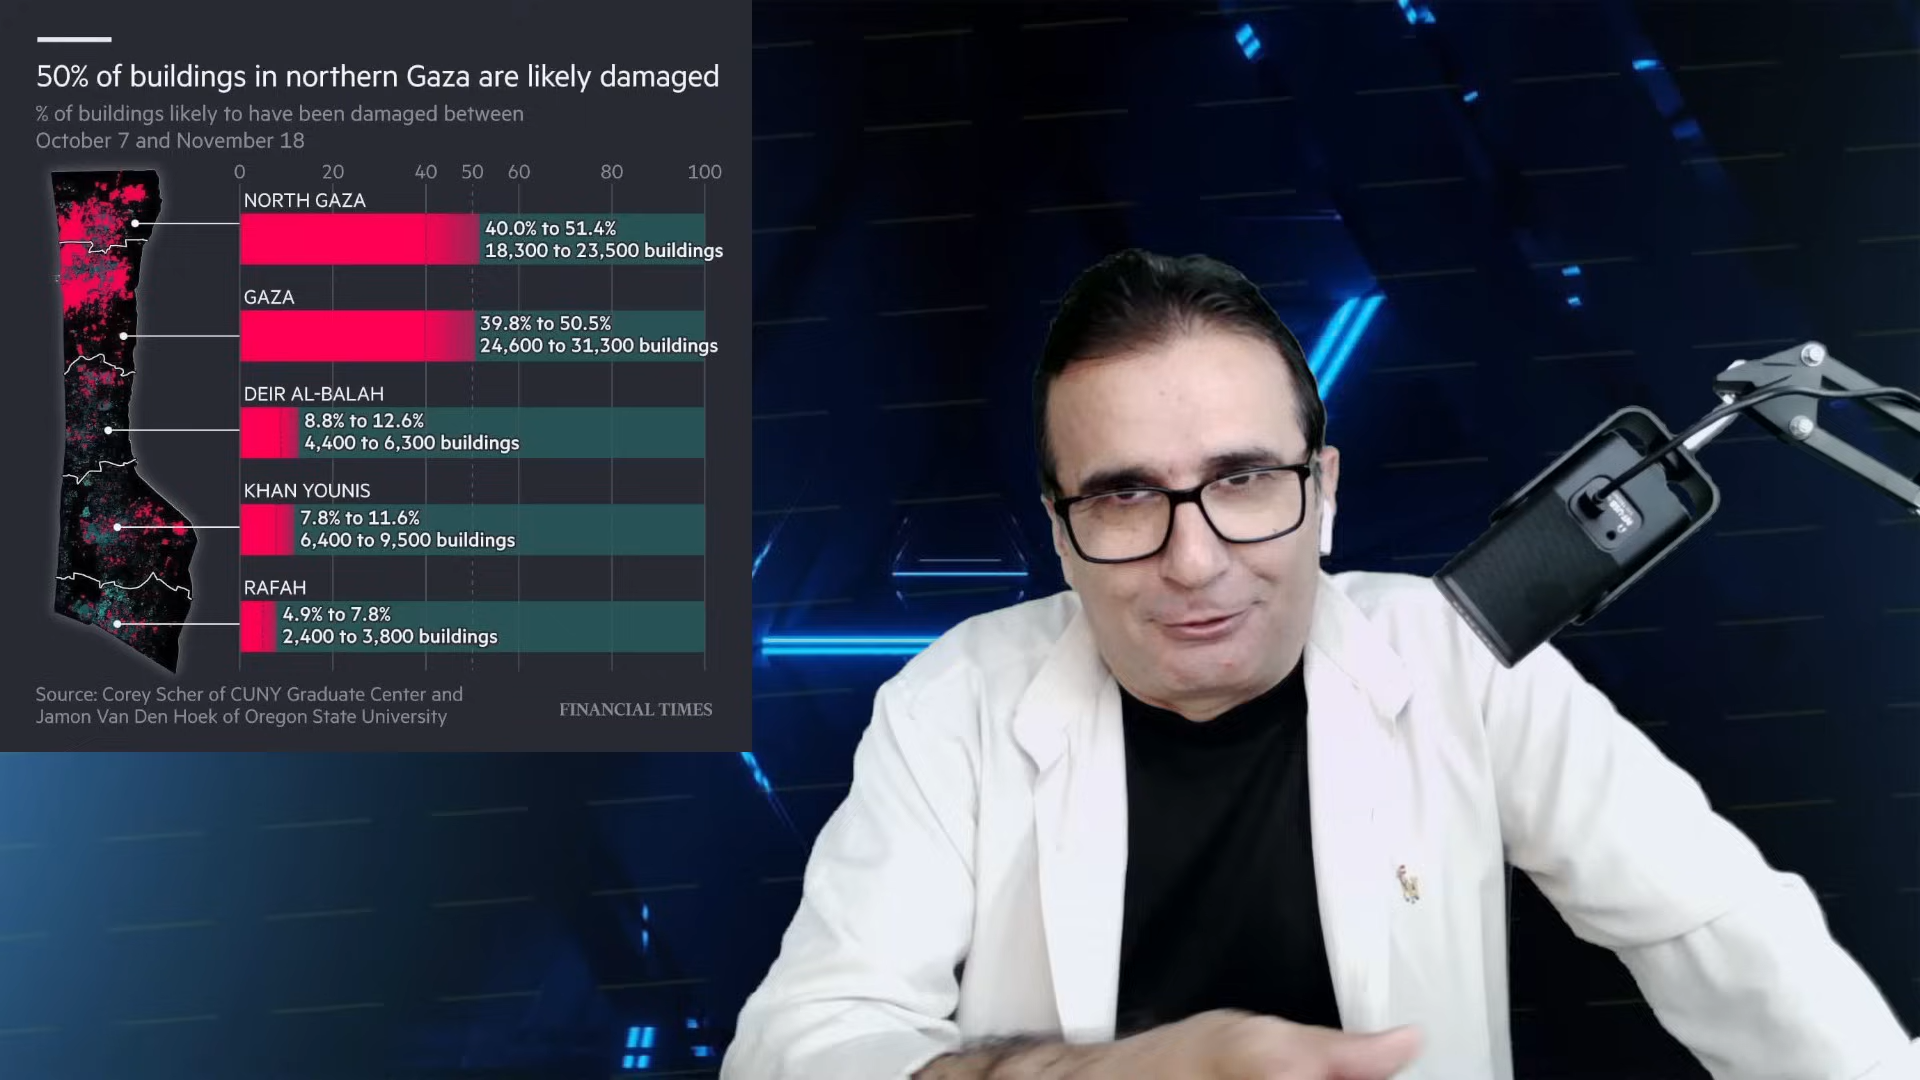 50% of buildings in northern Gaza are likely damaged
% of buildings likely to have been damaged between
October 7 and November 18
0 20 40 50 60 80 100
NORTH GAZA
40.0% to 51.4%
18,300 to 23,500 buildings
GAZA
39.8% to 50.5%
24,600 to 31,300 buildings
DEIR AL-BALAH
8.8% to 12.6%
4,400 to 6,300 buildings
KHAN YOUNIS
7.8% to 11.6%
6,400 to 9,500 buildings
RAFAH
4.9% to 7.8%
2,400 to 3,800 buildings
Source: Corey Scher of CUNY Graduate Center and
Jamon Van Den Hoek of Oregon State University
FINANCIAL TIMES